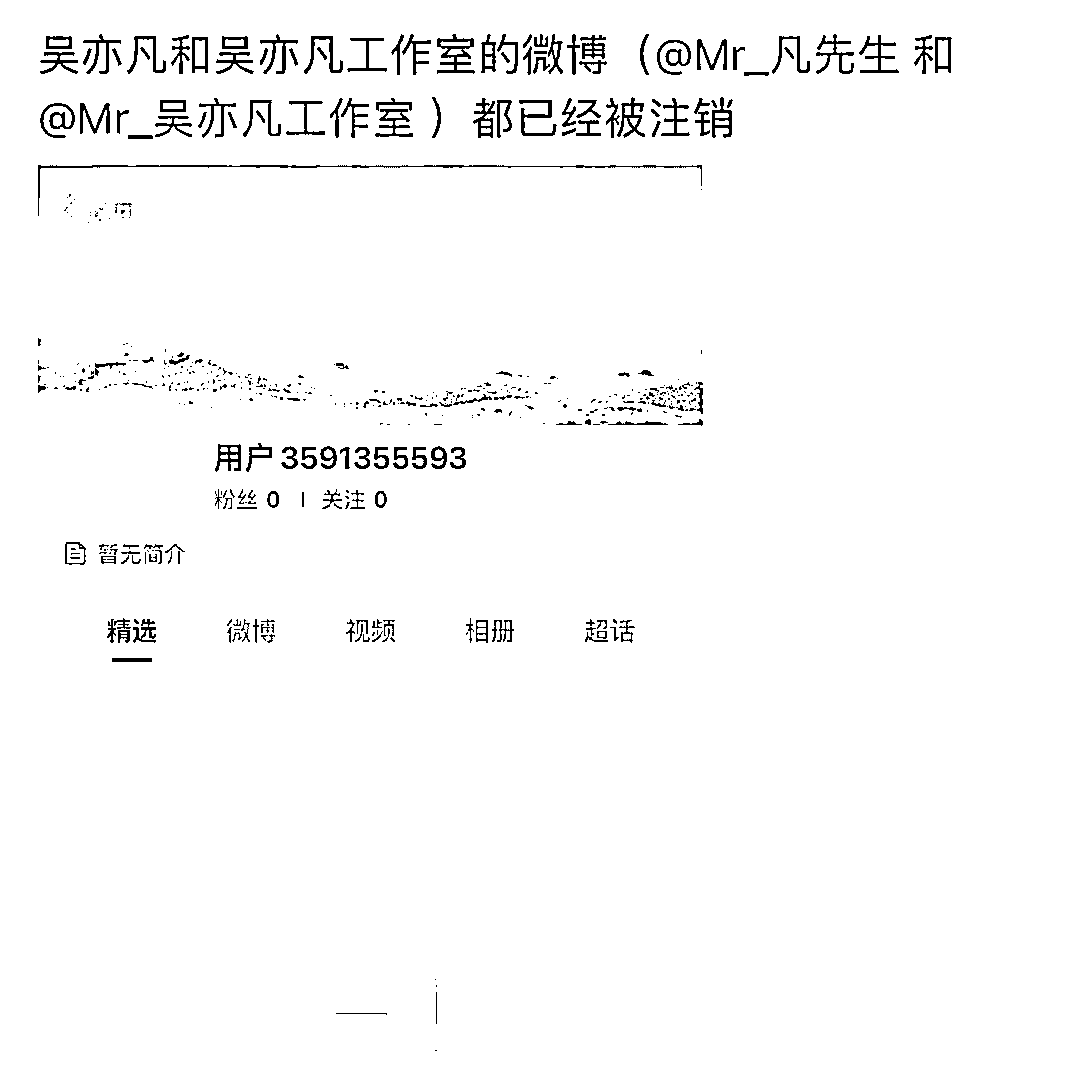 吴亦凡和吴亦凡工作室的微博（@Mr_凡先生 和
@Mr_吴亦凡工作室 ）都已经被注销
用户3591355593
粉丝 0 | 关注 0
暂无简介
精选 微博 视频 相册 超话